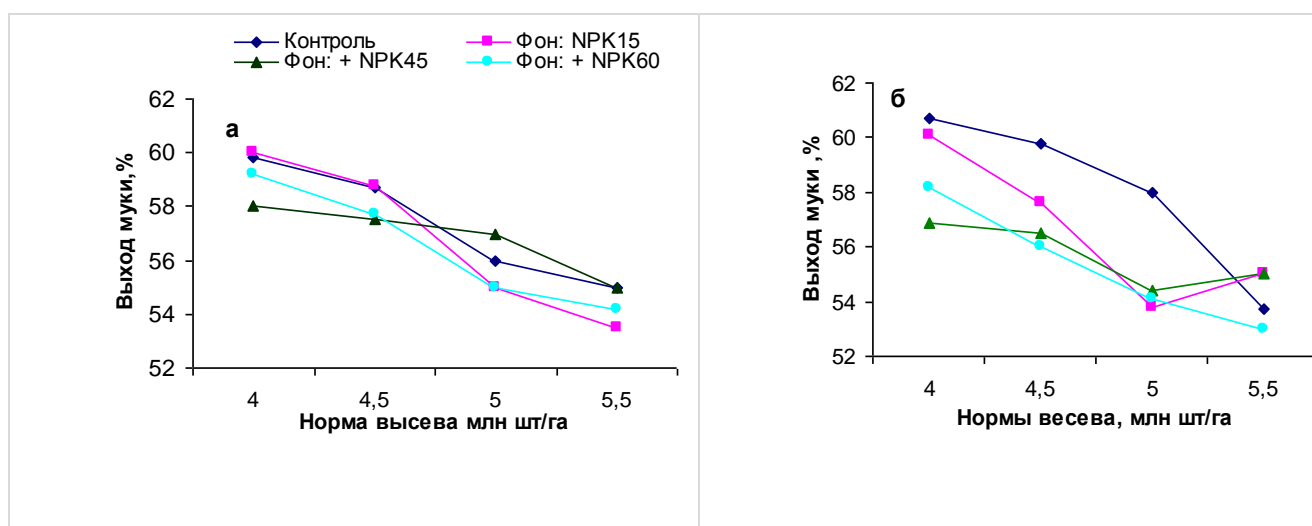 Контроль Фон: NPK15
Фон: + NPK45 Фон: + NPK60
а
Выход муки,%
62
60
58
56
54
52
4 4,5 5 5,5
Норма высева млн шт/га
б
Выход муки ,%
62
60
58
56
54
52
4 4,5 5 5,5
Нормы весева, млн шт/га